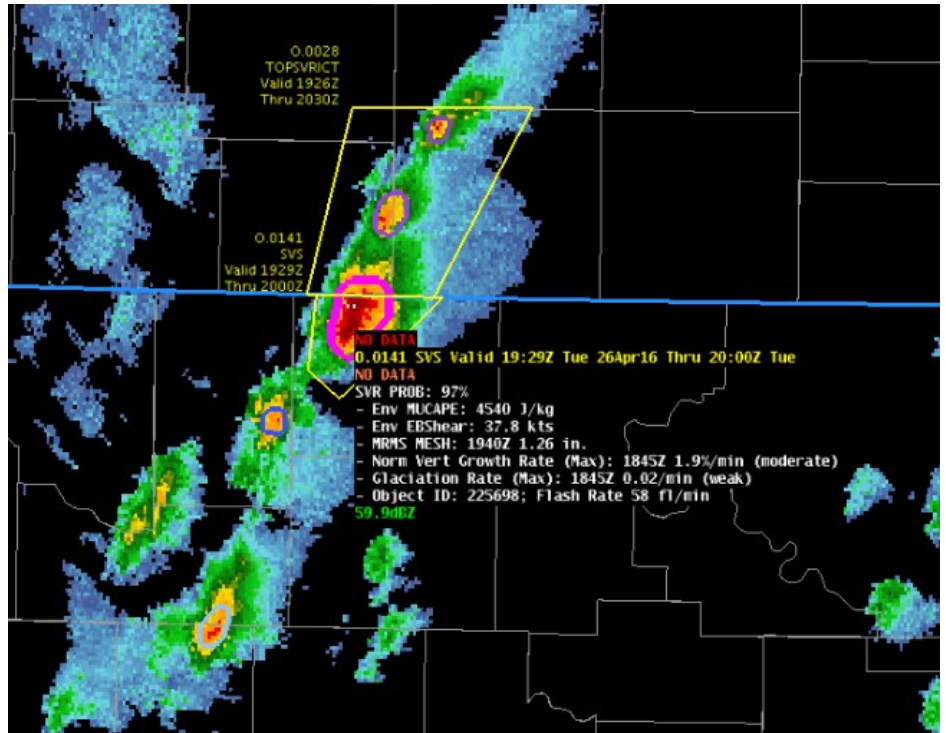 0.0028
TOPSVRICT
Valid 1926Z
Thru 2030Z
0.0141
SVS
Valid 1929Z
Thru 2000Z
NO DATA
0.0141 SVS Valid 19:29Z Tue 26Apr16 Thru 20:00Z Tue
NO DATA
SVR PROB: 97%
- Env MUCAPE: 4540 J/kg
- Env EBShear: 37.8 kts
- MRMS MESH: 1940Z 1.26 in.
- Norm Vert Growth Rate (Max): 1845Z 1.9%/min (moderate)
- Glaciation Rate (Max): 1845Z 0.02/min (weak)
- Object ID: 225698; Flash Rate 58 fl/min
59.9dBZ